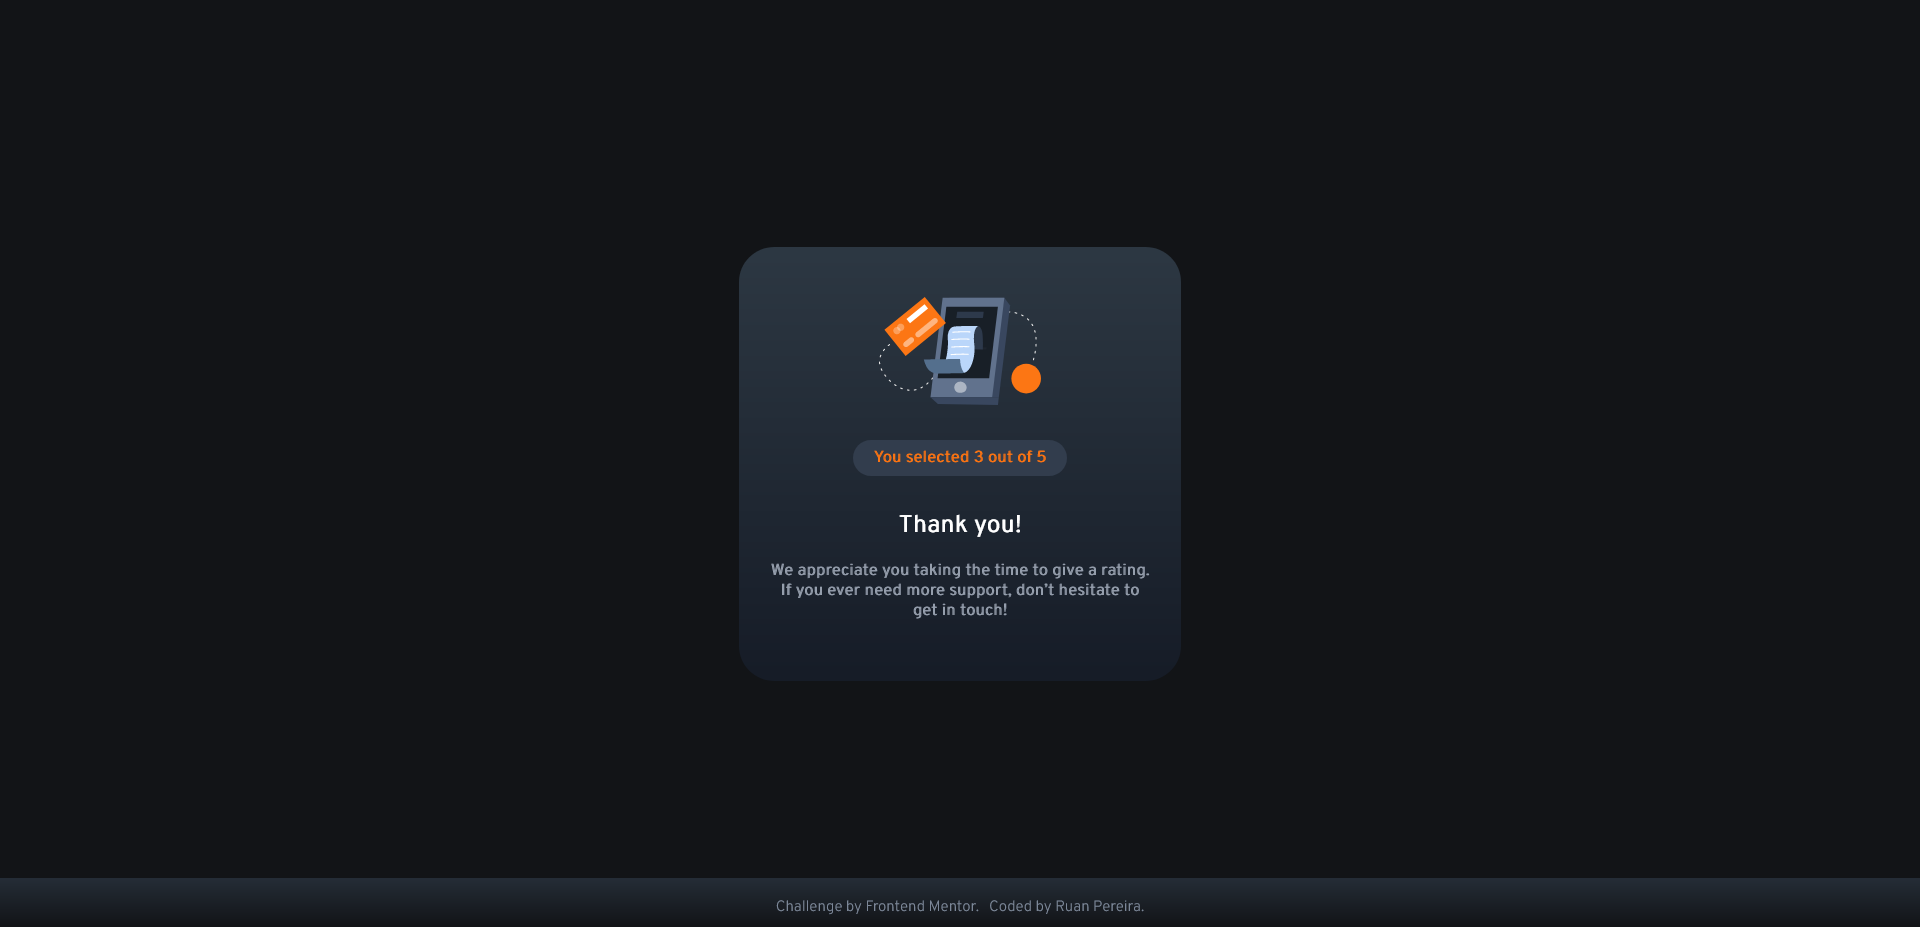 You selected 3 out of 5
Thank you!
We appreciate you taking the time to give a rating.
If you ever need more support, don’t hesitate to
get in touch!
Challenge by Frontend Mentor. Coded by Ruan Pereira.